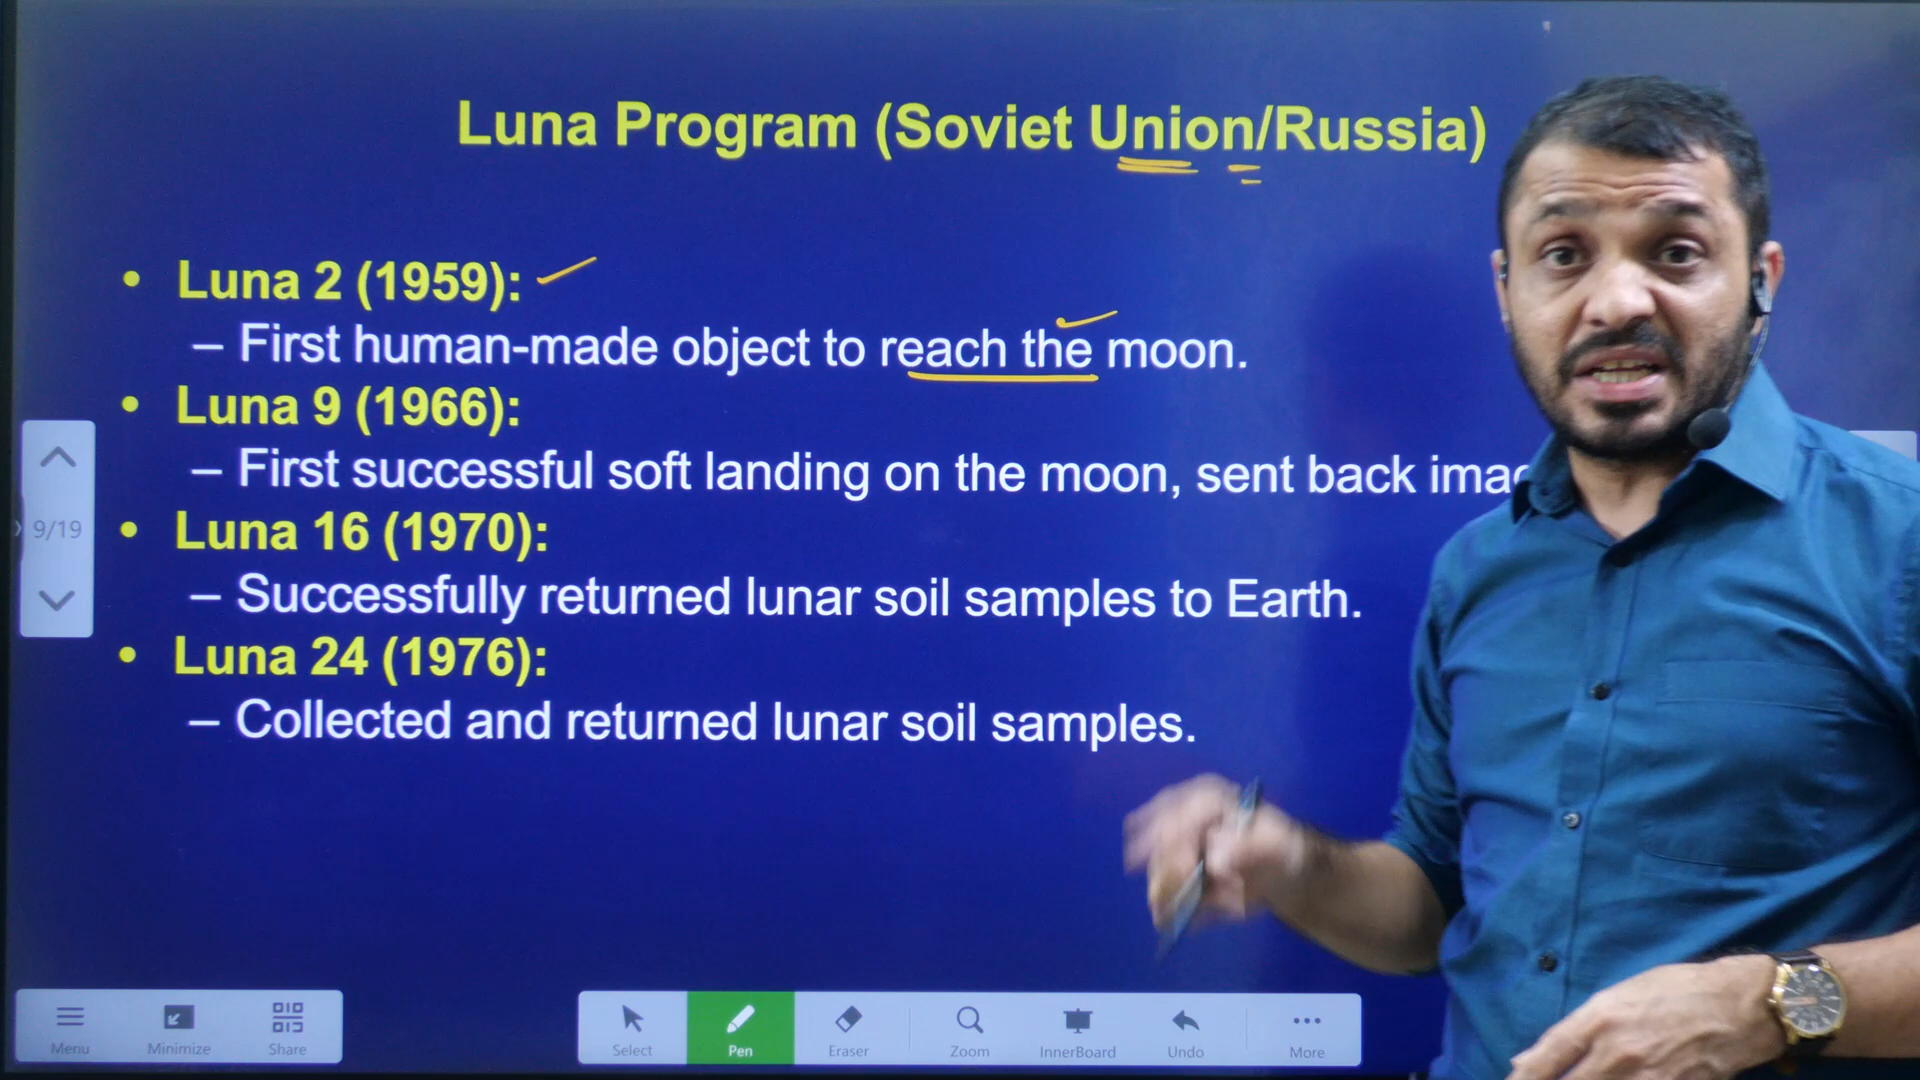 Luna Program (Soviet Union/Russia)
• Luna 2 (1959):
– First human-made object to reach the moon.
• Luna 9 (1966):
– First successful soft landing on the moon, sent back
• Luna 16 (1970):
– Successfully returned lunar soil samples to Earth.
• Luna 24 (1976):
– Collected and returned lunar soil samples.
9/19
Menu Minimize Share Select Pen Eraser Zoom InnerBoard Undo More